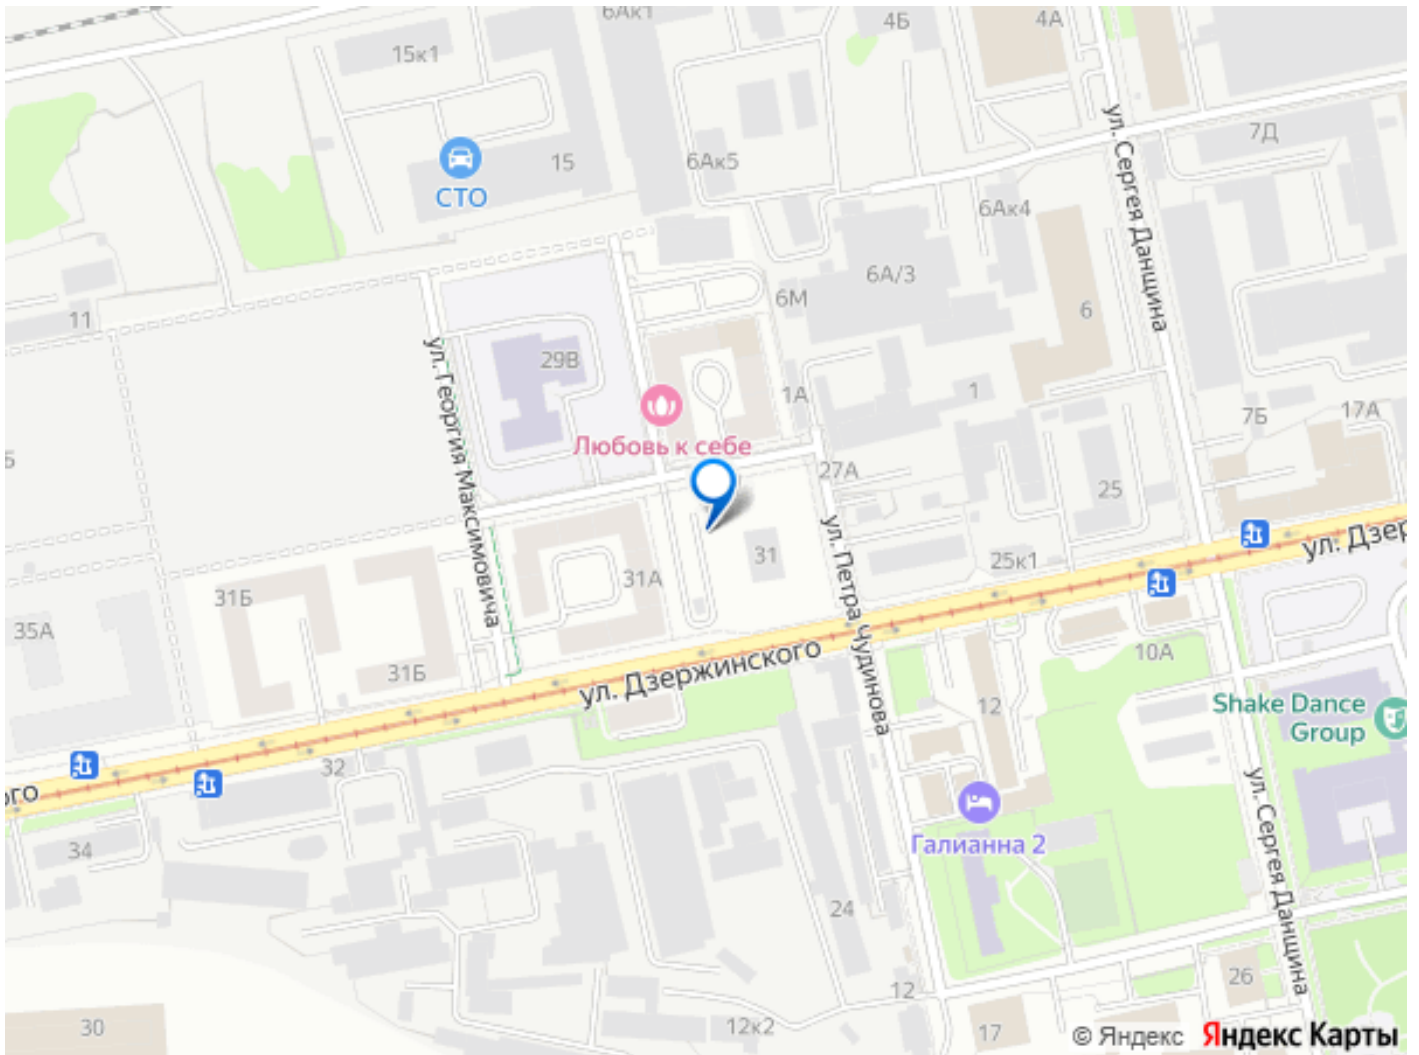 6Ак1
4Б
4А
15к1
7Д
15
6Ак5
СТО
ул. Сергея Данщина
6Ак4
6А/3
6М
6
11
29В
ул. Георгия Максимовича
1А
1
7Б
17А
Любовь к себе
27А
25
ул. Петра Чудинова
31
25к1
ул. Дзер
31А
31Б
35А
10А
31Б
ул. Дзержинского
12
Shake Dance
Group
32
ого
ул. Сергея Данщина
34
Галианна 2
24
26
12
30
12к2
17
© Яндекс Яндекс Карты